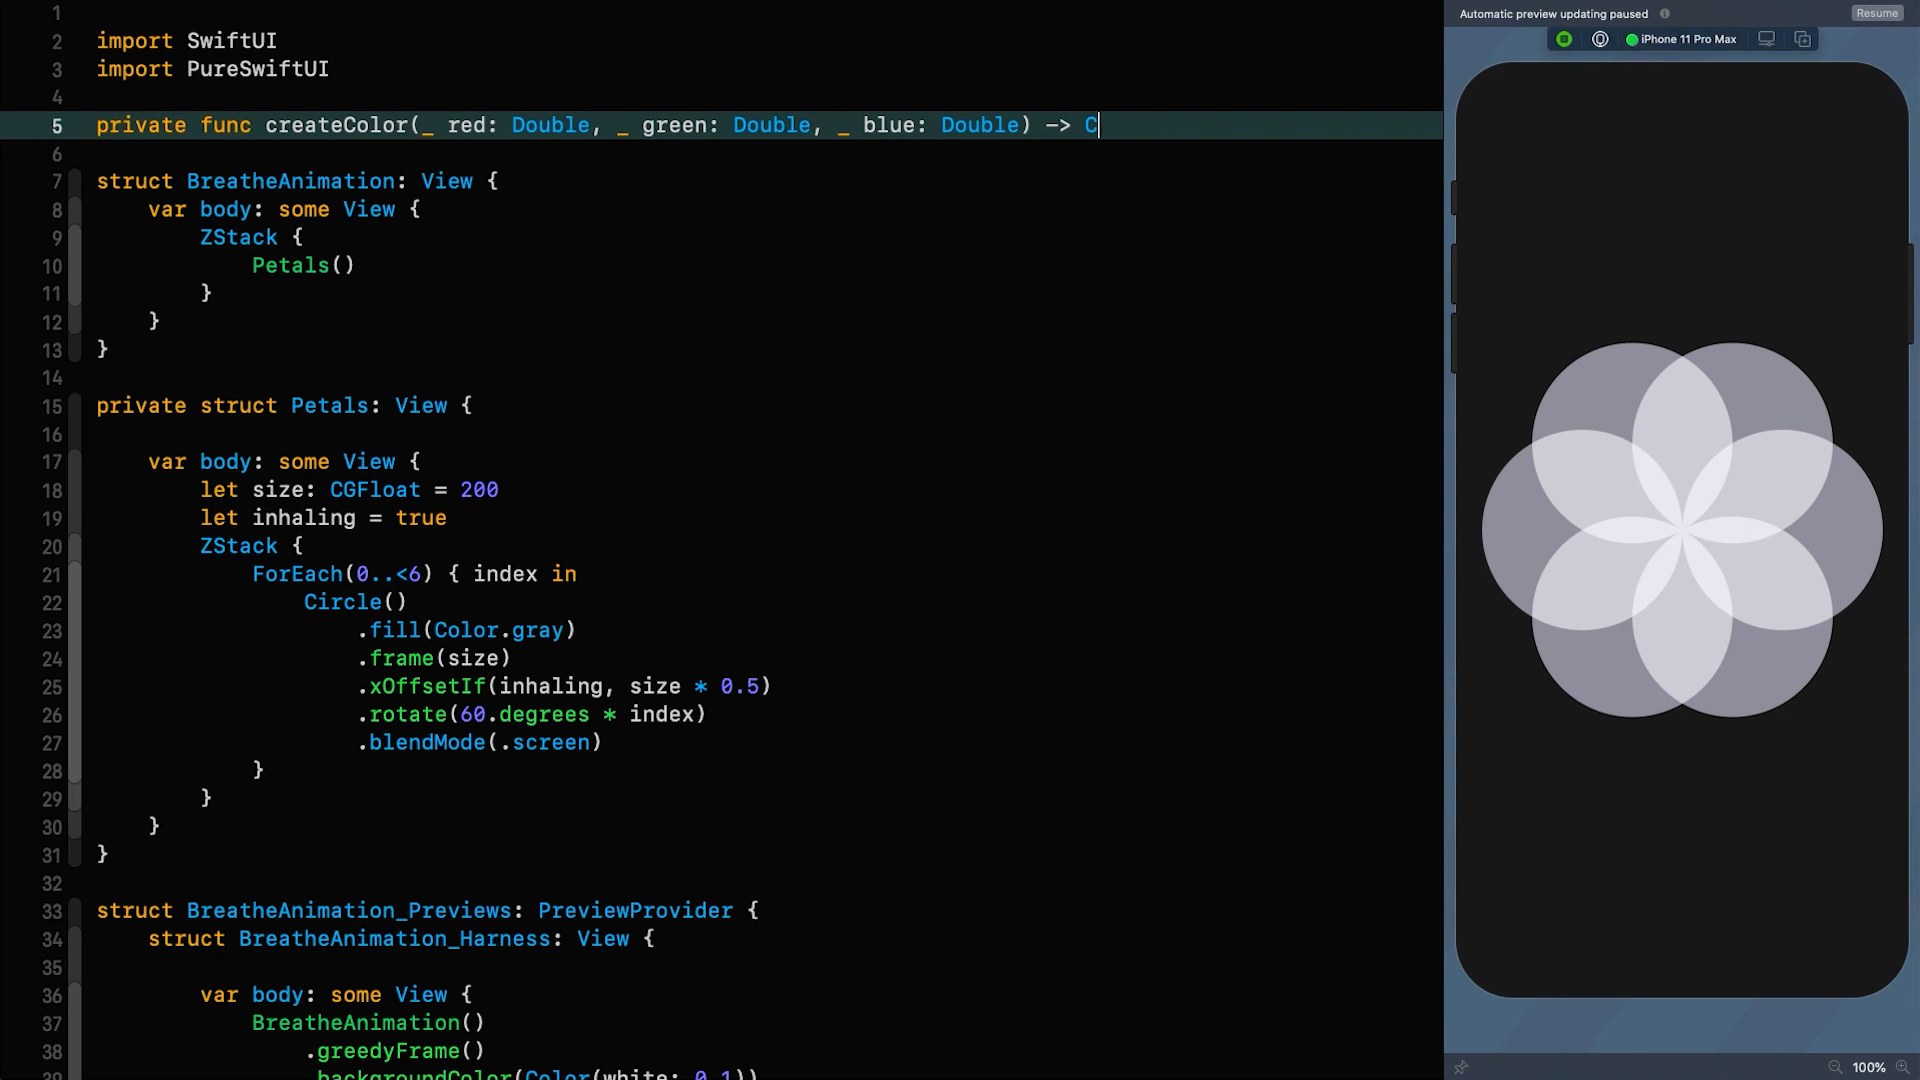 1
2 import SwiftUI
3 import PureSwiftUI
4
5 private func createColor(_ red: Double, _ green: Double, _ blue: Double) -> C
6
7 struct BreatheAnimation: View {
8 var body: some View {
9 ZStack {
10 Petals()
11 }
12 }
13 }
14
15 private struct Petals: View {
16
17 var body: some View {
18 let size: CGFloat = 200
19 let inhaling = true
20 ZStack {
21 ForEach(0..<6) { index in
22 Circle()
23 .fill(Color.gray)
24 .frame(size)
25 .xOffsetIf(inhaling, size * 0.5)
26 .rotate(60.degrees * index)
27 .blendMode(.screen)
28 }
29 }
30 }
31 }
32
33 struct BreatheAnimation_Previews: PreviewProvider {
34 struct BreatheAnimation_Harness: View {
35
36 var body: some View {
37 BreatheAnimation()
38 .greedyFrame()
39 .backgroundColor(Color(white: 0.1))
Automatic preview updating paused
Resume
iPhone 11 Pro Max
100%